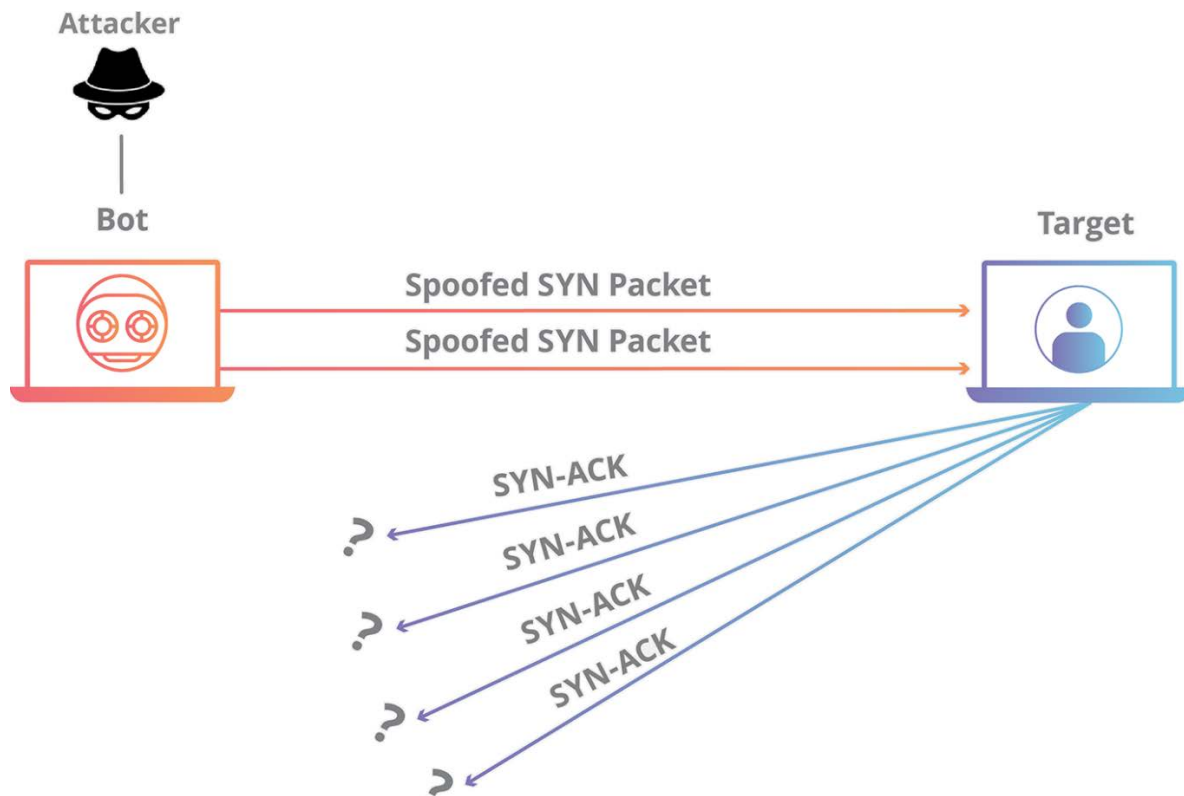 Attacker
Bot
Target
Spoofed SYN Packet
Spoofed SYN Packet
SYN-ACK
?
SYN-ACK
?
SYN-ACK
?
SYN-ACK
?